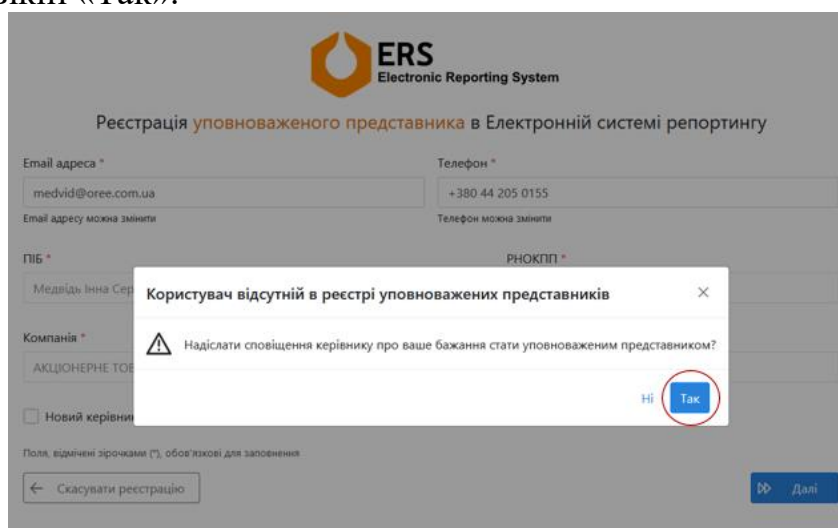 «Так».
ERS
Electronic Reporting System
Реєстрація уповноваженого представника в Електронній системі репортингу
Email адреса *
Телефон *
medvid@oree.com.ua
+380 44 205 0155
Email адресу можна змінити
Телефон можна змінити
ПІБ *
РНОКПП *
Медвідь Інна Сер
Користувач відсутній в реєстрі уповноважених представників
Компанія *
Надіслати сповіщення керівнику про ваше бажання стати уповноваженим представником?
АКЦІОНЕРНЕ ТОВ
Ні Так
Новий керівни
Поля, відмічені зірочками (*), обов'язкові для заповнення
Скасувати реєстрацію
Далі